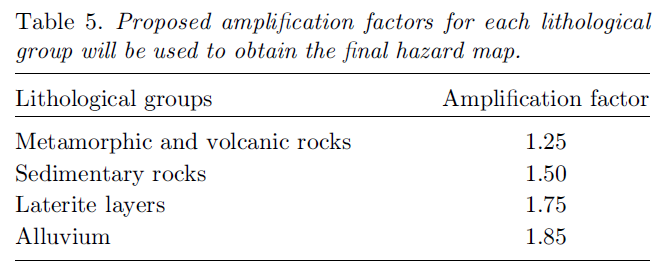 Table 5. Proposed amplification factors for each lithological
group will be used to obtain the final hazard map.
Lithological groups Amplification factor
Metamorphic and volcanic rocks 1.25
Sedimentary rocks 1.50
Laterite layers 1.75
Alluvium 1.85